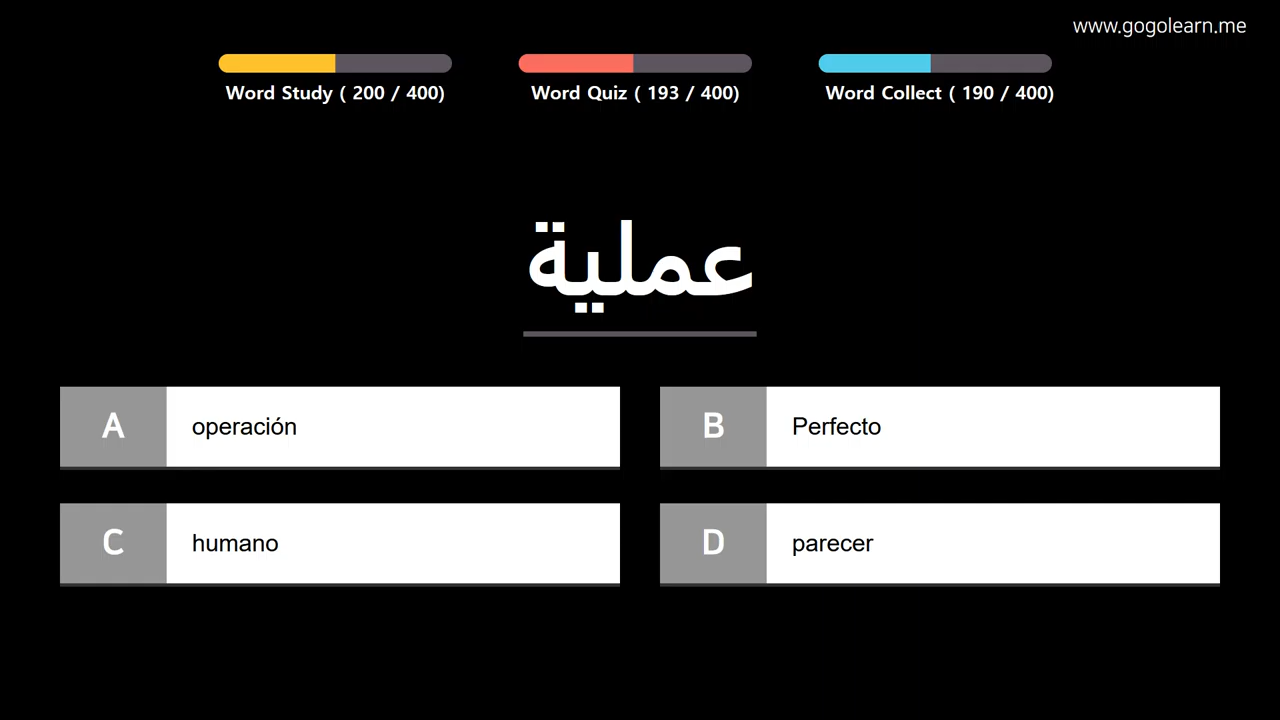 www.gogolearn.me
Word Study ( 200 / 400)
Word Quiz ( 193 / 400)
Word Collect ( 190 / 400)
عملية
A operación
B Perfecto
C humano
D parecer